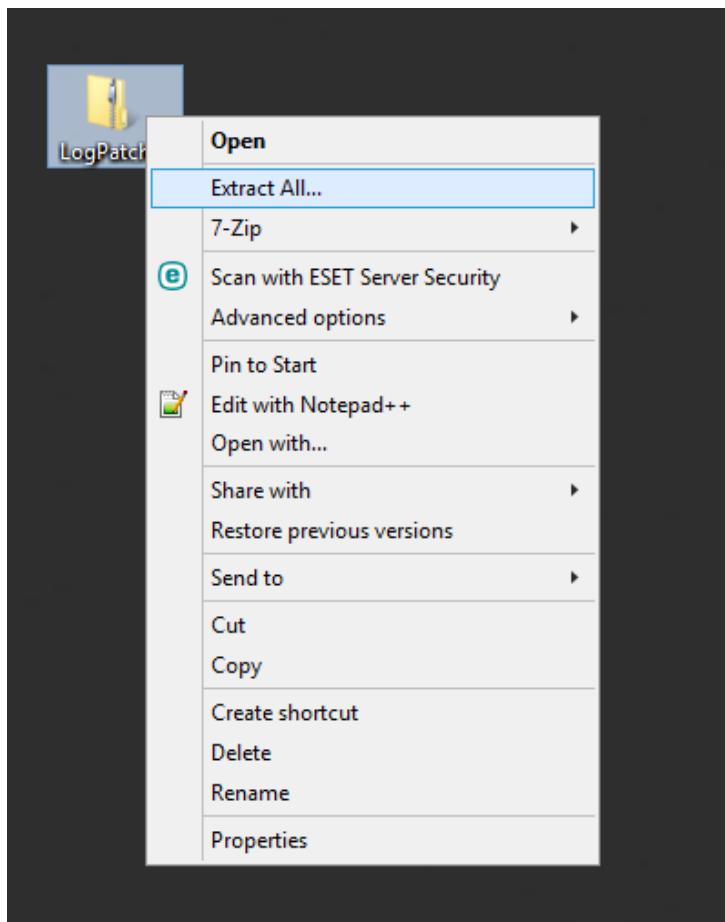 LogPatch
Open
Extract All...
7-Zip
Scan with ESET Server Security
Advanced options
Pin to Start
Edit with Notepad++
Open with...
Share with
Restore previous versions
Send to
Cut
Copy
Create shortcut
Delete
Rename
Properties